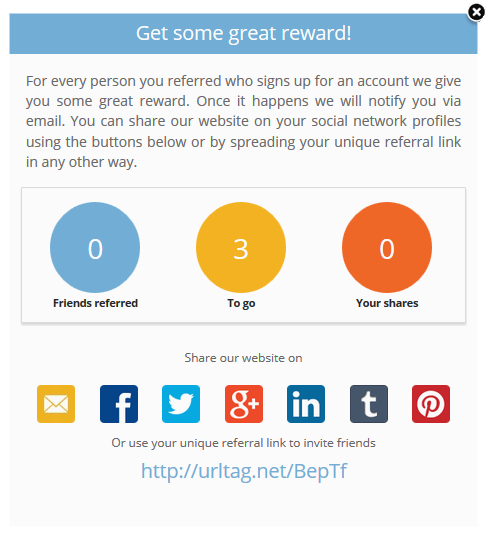 Get some great reward!
For every person you referred who signs up for an account we give
you some great reward. Once it happens we will notify you via
email. You can share our website on your social network profiles
using the buttons below or by spreading your unique referral link
in any other way.
0 3 0
Friends referred To go Your shares
Share our website on
f g+ in t
Or use your unique referral link to invite friends
http://urltag.net/BepTf